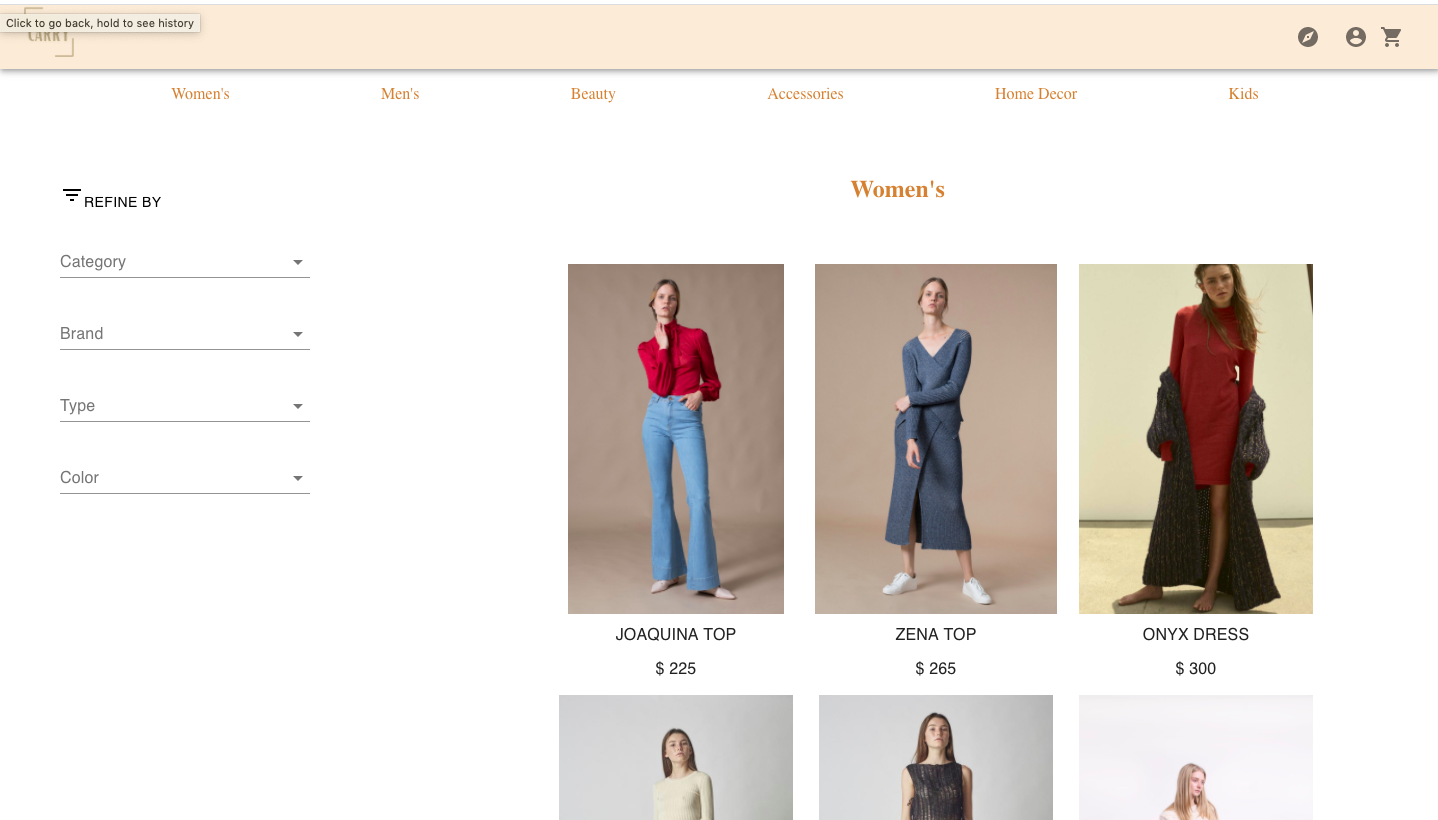 Click to go back, hold to see history
CARRY
Women's
Men's
Beauty
Accessories
Home Decor
Kids
REFINE BY
Women's
Category
Brand
Type
Color
JOAQUINA TOP
ZENA TOP
ONYX DRESS
$ 225
$ 265
$ 300